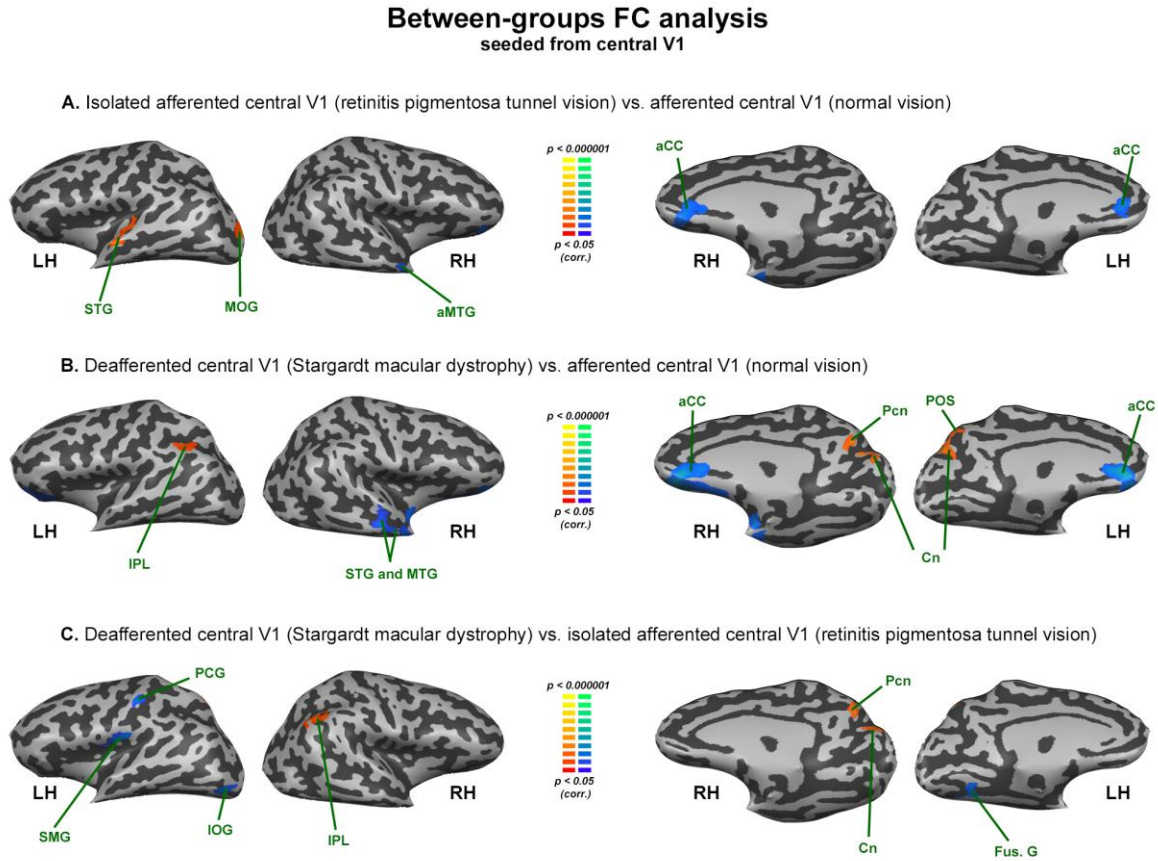 Between-groups FC analysis
seeded from central V1
A. Isolated afferented central V1 (retinitis pigmentosa tunnel vision) vs. afferented central V1 (normal vision)
p < 0.000001
aCC
aCC
p < 0.05
(corr.)
LH
RH
RH
LH
STG
MOG
aMTG
B. Deafferented central V1 (Stargardt macular dystrophy) vs. afferented central V1 (normal vision)
p < 0.000001
aCC
Pcn
POS
aCC
p < 0.05
(corr.)
LH
RH
RH
LH
IPL
STG and MTG
Cn
C. Deafferented central V1 (Stargardt macular dystrophy) vs. isolated afferented central V1 (retinitis pigmentosa tunnel vision)
PCG
p < 0.000001
Pcn
p < 0.05
(corr.)
LH
RH
RH
LH
SMG
IOG
IPL
Cn
Fus. G